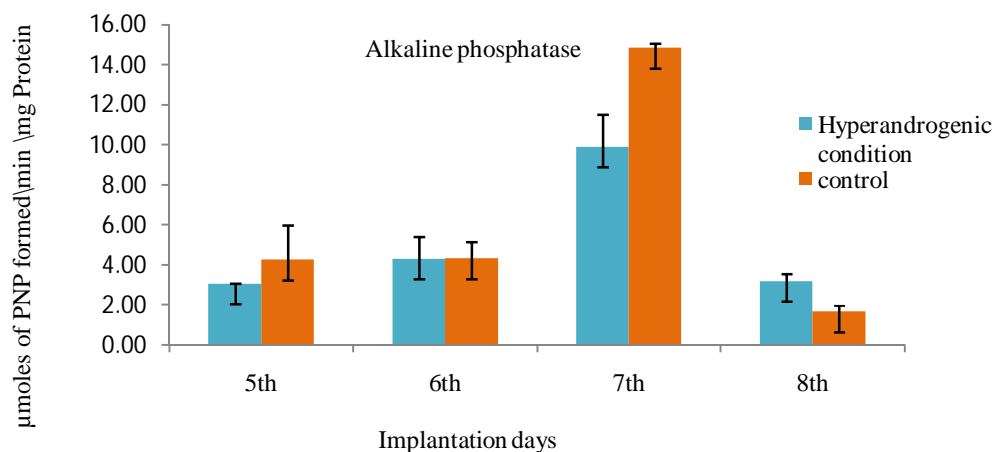 µmoles of PNP formed\min \mg Protein
16.00
14.00
12.00
10.00
8.00
6.00
4.00
2.00
0.00
Alkaline phosphatase
Hyperandrogenic
condition
control
5th 6th 7th 8th
Implantation days